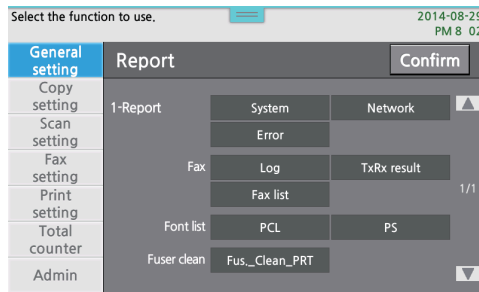 Select the function to use.
2014-08-29
PM 8 02
General
setting
Copy
setting
Scan
setting
Fax
setting
Print
setting
Total
counter
Admin
Report
Confirm
1-Report System Network
Error
Fax Log TxRx result
Fax list
1/1
Font list PCL PS
Fuser clean Fus._Clean_PRT